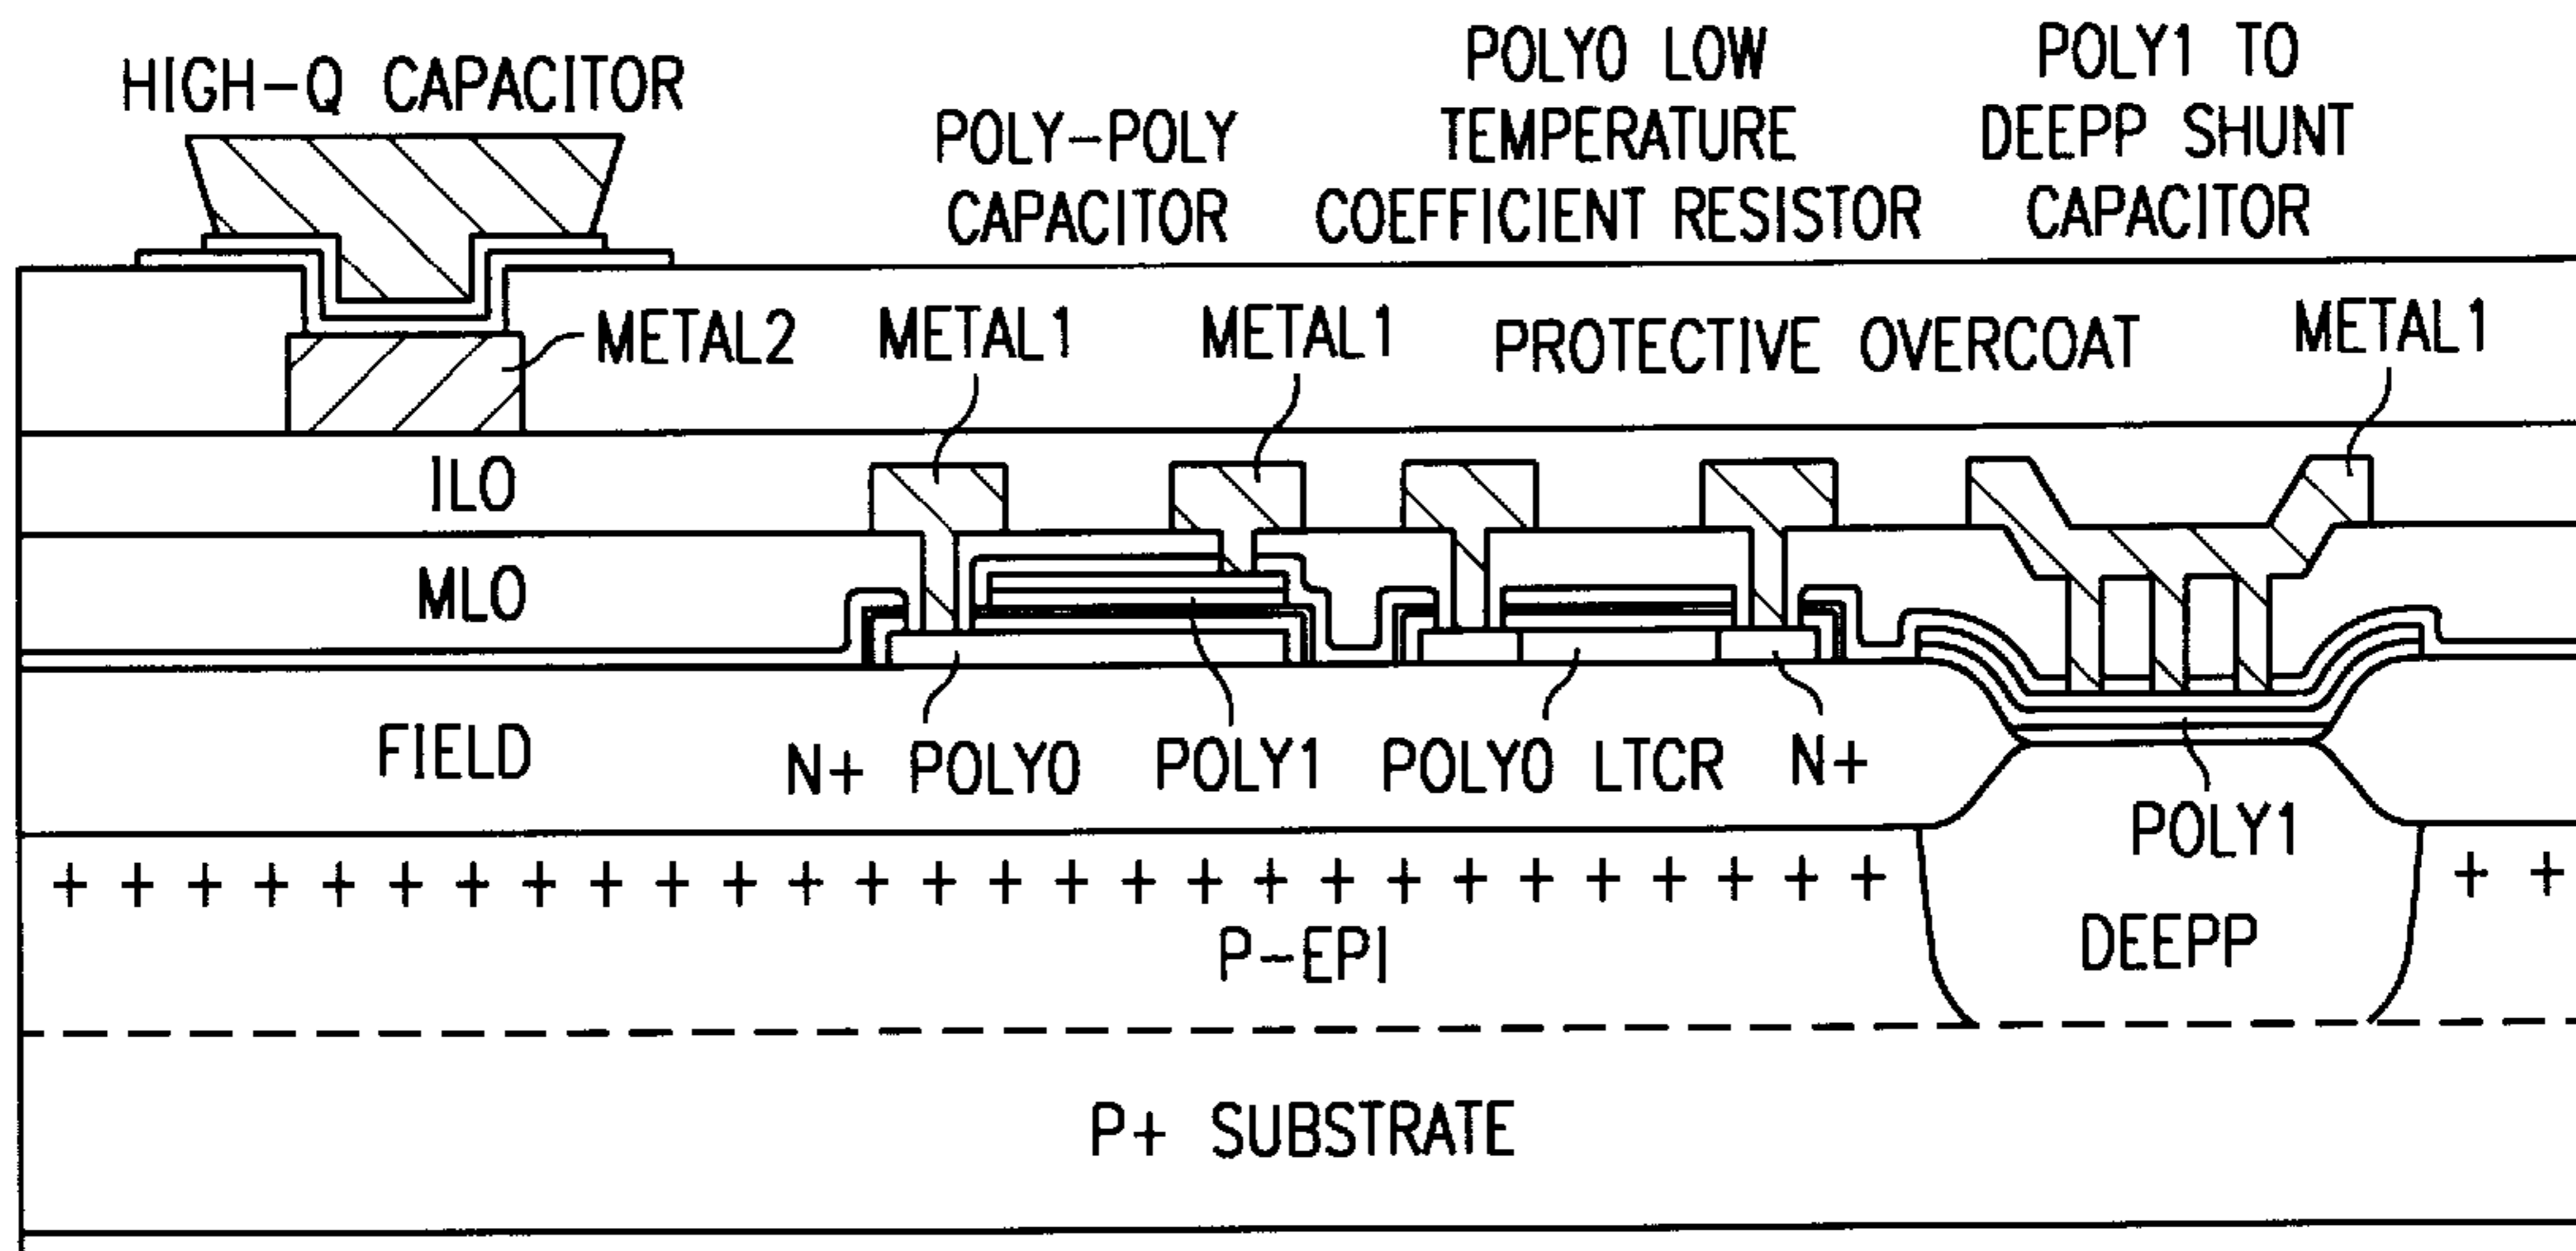 HIGH-Q CAPACITOR
POLY-POLY
CAPACITOR
POLY0 LOW
TEMPERATURE
COEFFICIENT RESISTOR
POLY1 TO
DEEPP SHUNT
CAPACITOR
METAL2
METAL1
METAL1
PROTECTIVE OVERCOAT
METAL1
ILO
MLO
FIELD
N+ POLY0
POLY1
POLY0 LTCR
N+
POLY1
+ + + + + + + + + + + + + + + + + + + + + + + + + + + +
+ +
P-EPI
DEEPP
P+ SUBSTRATE